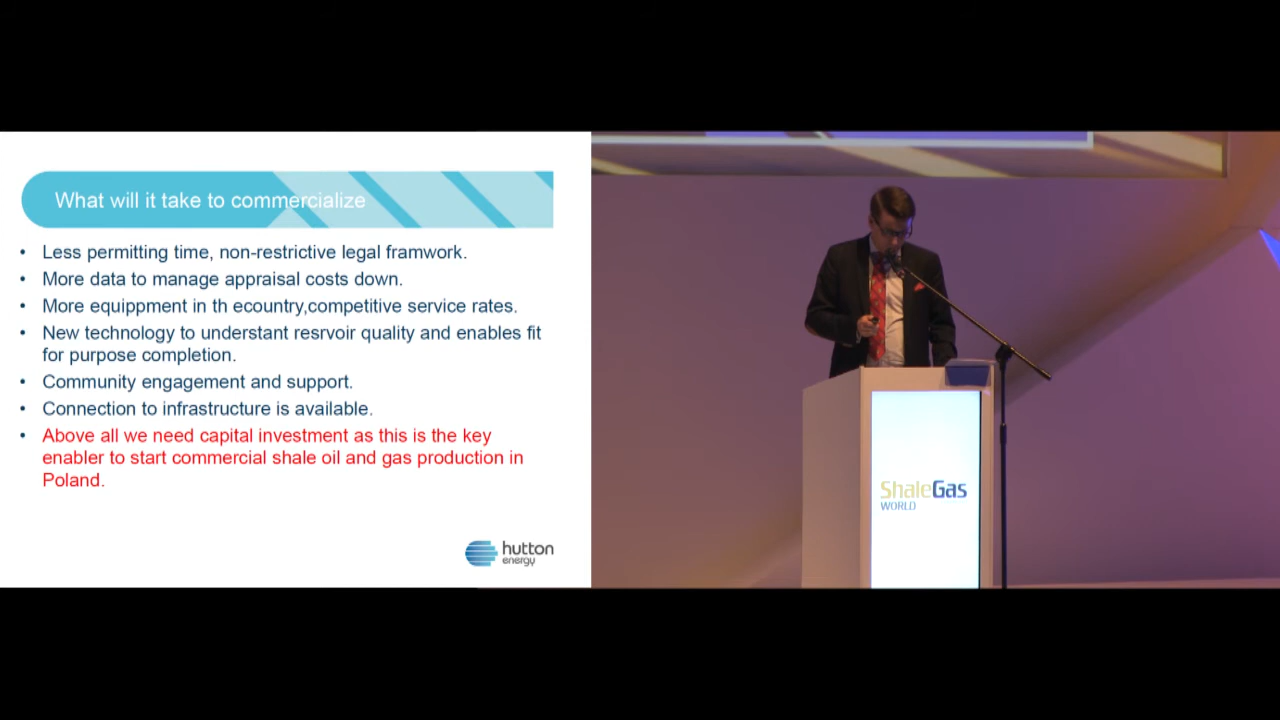 What will it take to commercialize
• Less permitting time, non-restrictive legal framwork.
• More data to manage appraisal costs down.
• More equippment in th ecountry,competitive service rates.
• New technology to understant resrvoir quality and enables fit
for purpose completion.
• Community engagement and support.
• Connection to infrastructure is available.
• Above all we need capital investment as this is the key
enabler to start commercial shale oil and gas production in
Poland.
hutton
energy
ShaleGas
WORLD